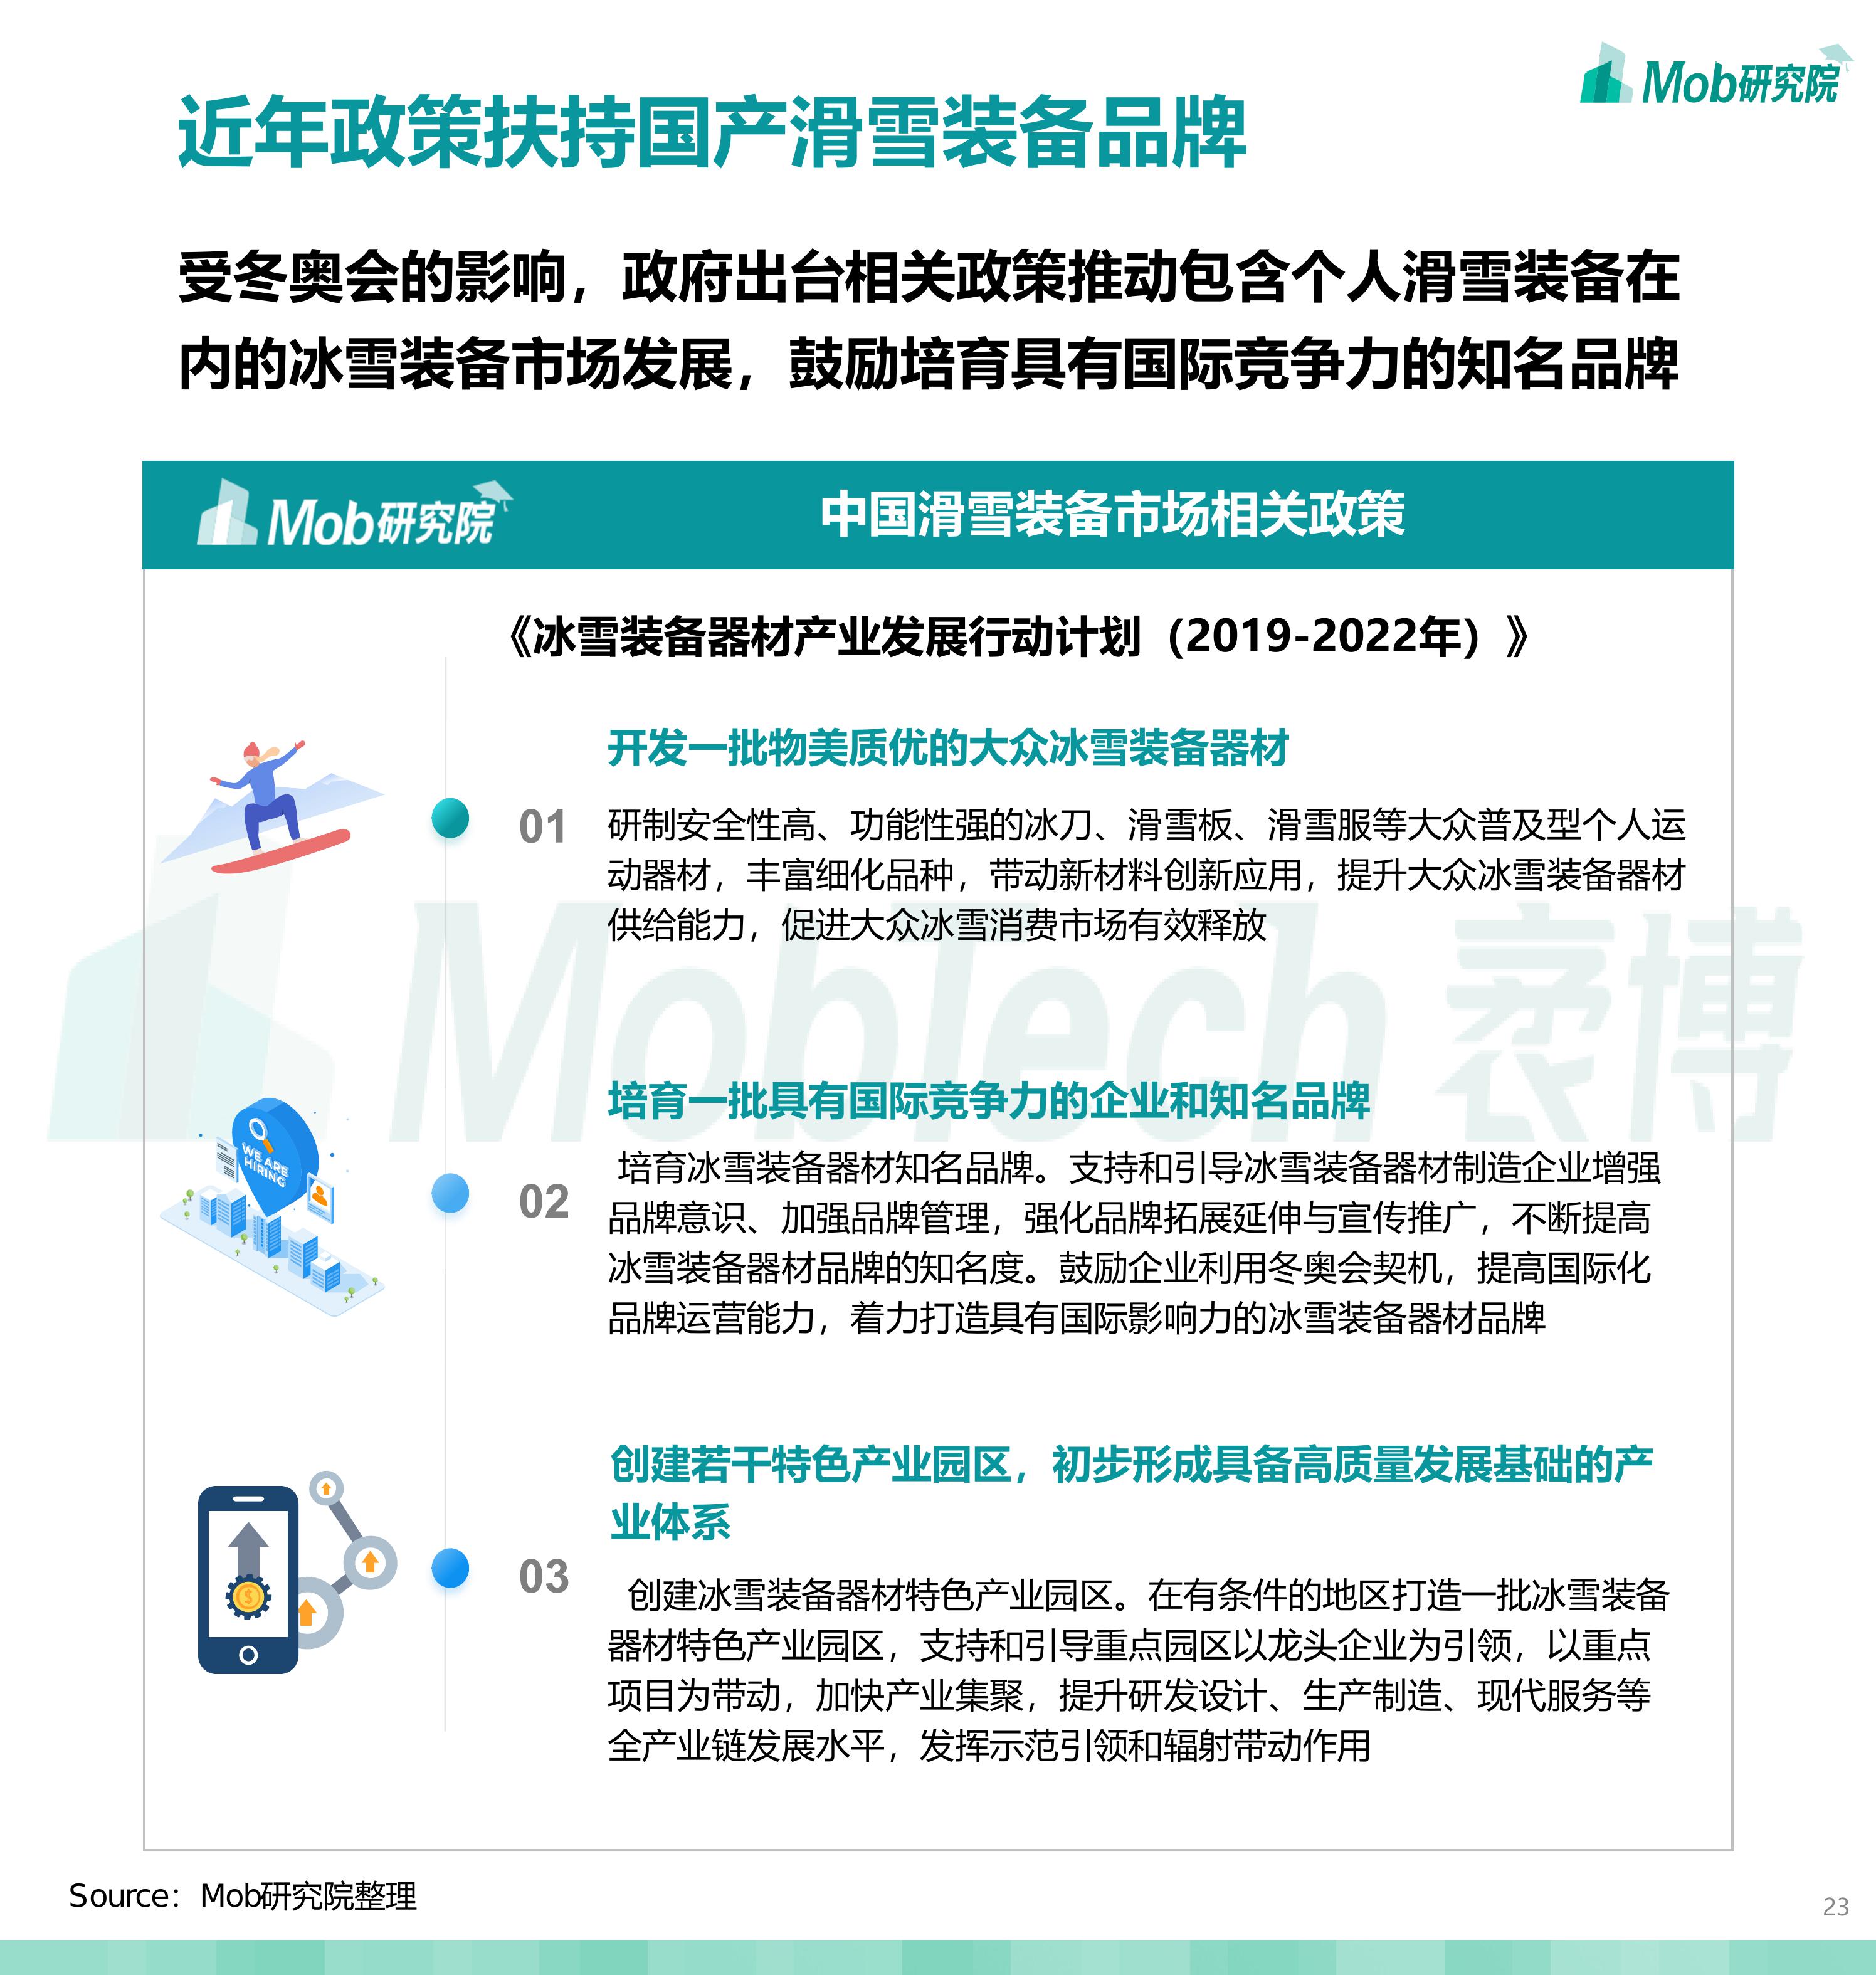 Mob研究院
近年政策扶持国产滑雪装备品牌
受冬奥会的影响，政府出台相关政策推动包含个人滑雪装备在
内的冰雪装备市场发展，鼓励培育具有国际竞争力的知名品牌
Mob研究院
中国滑雪装备市场相关政策
《冰雪装备器材产业发展行动计划（2019-2022年）》
开发一批物美质优的大众冰雪装备器材
01
研制安全性高、功能性强的冰刀、滑雪板、滑雪服等大众普及型个人运
动器材，丰富细化品种，带动新材料创新应用，提升大众冰雪装备器材
供给能力，促进大众冰雪消费市场有效释放
MobTech 袤博
培育一批具有国际竞争力的企业和知名品牌
WE ARE
HIRING
02
培育冰雪装备器材知名品牌。支持和引导冰雪装备器材制造企业增强
品牌意识、加强品牌管理，强化品牌拓展延伸与宣传推广，不断提高
冰雪装备器材品牌的知名度。鼓励企业利用冬奥会契机，提高国际化
品牌运营能力，着力打造具有国际影响力的冰雪装备器材品牌
创建若干特色产业园区，初步形成具备高质量发展基础的产
业体系
03
创建冰雪装备器材特色产业园区。在有条件的地区打造一批冰雪装备
器材特色产业园区，支持和引导重点园区以龙头企业为引领，以重点
项目为带动，加快产业集聚，提升研发设计、生产制造、现代服务等
全产业链发展水平，发挥示范引领和辐射带动作用
Source：Mob研究院整理
23